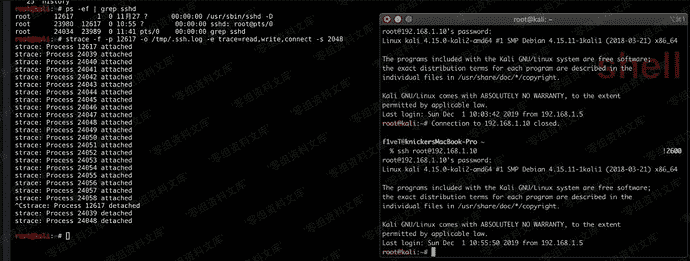 25  history
root@kali:~# ps -ef | grep sshd
root     12617     1  0 11月27 ?        00:00:00 /usr/sbin/sshd -D
root     23980 12617  0 10:55 ?        00:00:00 sshd: root@pts/0
root     24034 23989  0 11:41 pts/0    00:00:00 grep sshd
root@kali:~# strace -f -p 12617 -o /tmp/.ssh.log -e trace=read,write,connect -s 2048
strace: Process 12617 attached
strace: Process 24039 attached
strace: Process 24040 attached
strace: Process 24041 attached
strace: Process 24042 attached
strace: Process 24043 attached
strace: Process 24044 attached
strace: Process 24045 attached
strace: Process 24046 attached
strace: Process 24047 attached
strace: Process 24048 attached
strace: Process 24049 attached
strace: Process 24050 attached
strace: Process 24051 attached
strace: Process 24052 attached
strace: Process 24053 attached
strace: Process 24054 attached
strace: Process 24055 attached
strace: Process 24056 attached
strace: Process 24057 attached
strace: Process 24058 attached
^Cstrace: Process 12617 detached
strace: Process 24039 detached
strace: Process 24048 detached
root@kali:~#
root@kali: ~
root@192.168.1.10's password:
Linux kali 4.15.0-kali2-amd64 #1 SMP Debian 4.15.11-1kali1 (2018-03-21) x86_64
The programs included with the Kali GNU/Linux system are free software;
the exact distribution terms for each program are described in the
individual files in /usr/share/doc/*/copyright.
shell
Kali GNU/Linux comes with ABSOLUTELY NO WARRANTY, to the extent
permitted by applicable law.
Last login: Sun Dec  1 10:03:42 2019 from 192.168.1.5
root@kali:~# Connection to 192.168.1.10 closed.
f1veT@knickersMacBook-Pro ~
% ssh root@192.168.1.10 !2600
root@192.168.1.10's password:
Linux kali 4.15.0-kali2-amd64 #1 SMP Debian 4.15.11-1kali1 (2018-03-21) x86_64
The programs included with the Kali GNU/Linux system are free software;
the exact distribution terms for each program are described in the
individual files in /usr/share/doc/*/copyright.
Kali GNU/Linux comes with ABSOLUTELY NO WARRANTY, to the extent
permitted by applicable law.
Last login: Sun Dec  1 10:55:50 2019 from 192.168.1.5
root@kali:~#